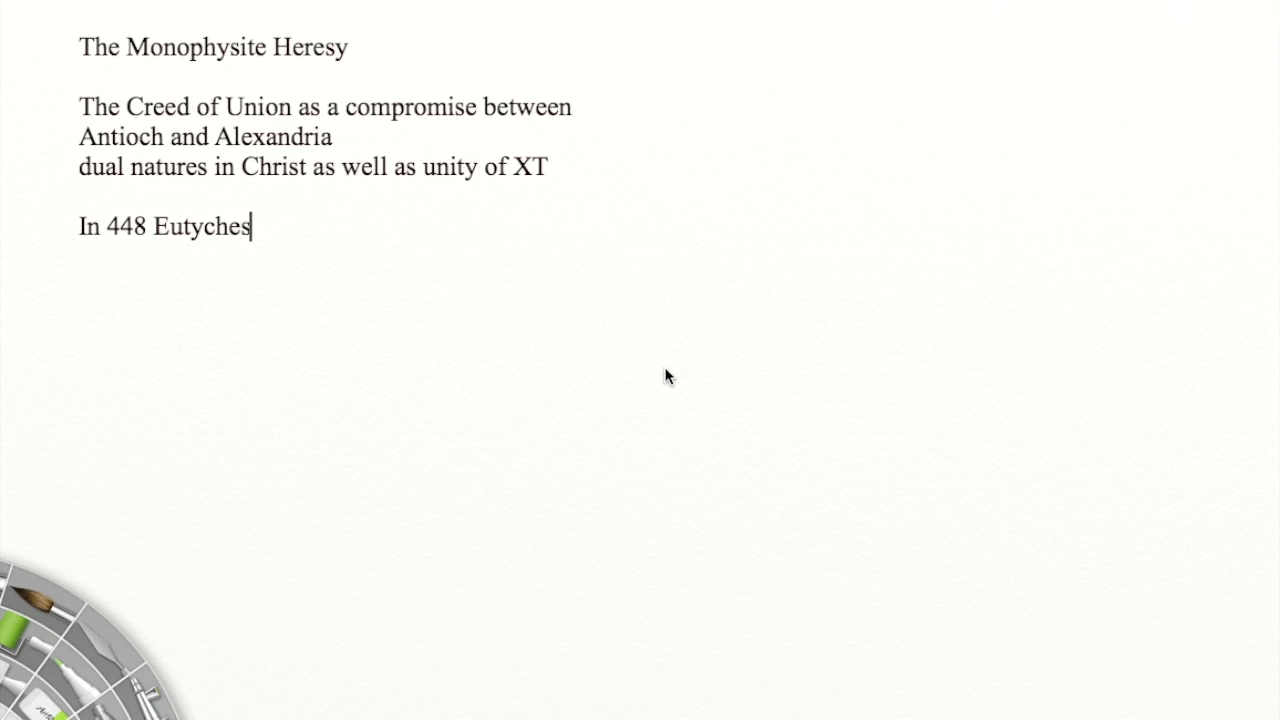 The Monophysite Heresy
The Creed of Union as a compromise between
Antioch and Alexandria
dual natures in Christ as well as unity of XT
In 448 Eutyches